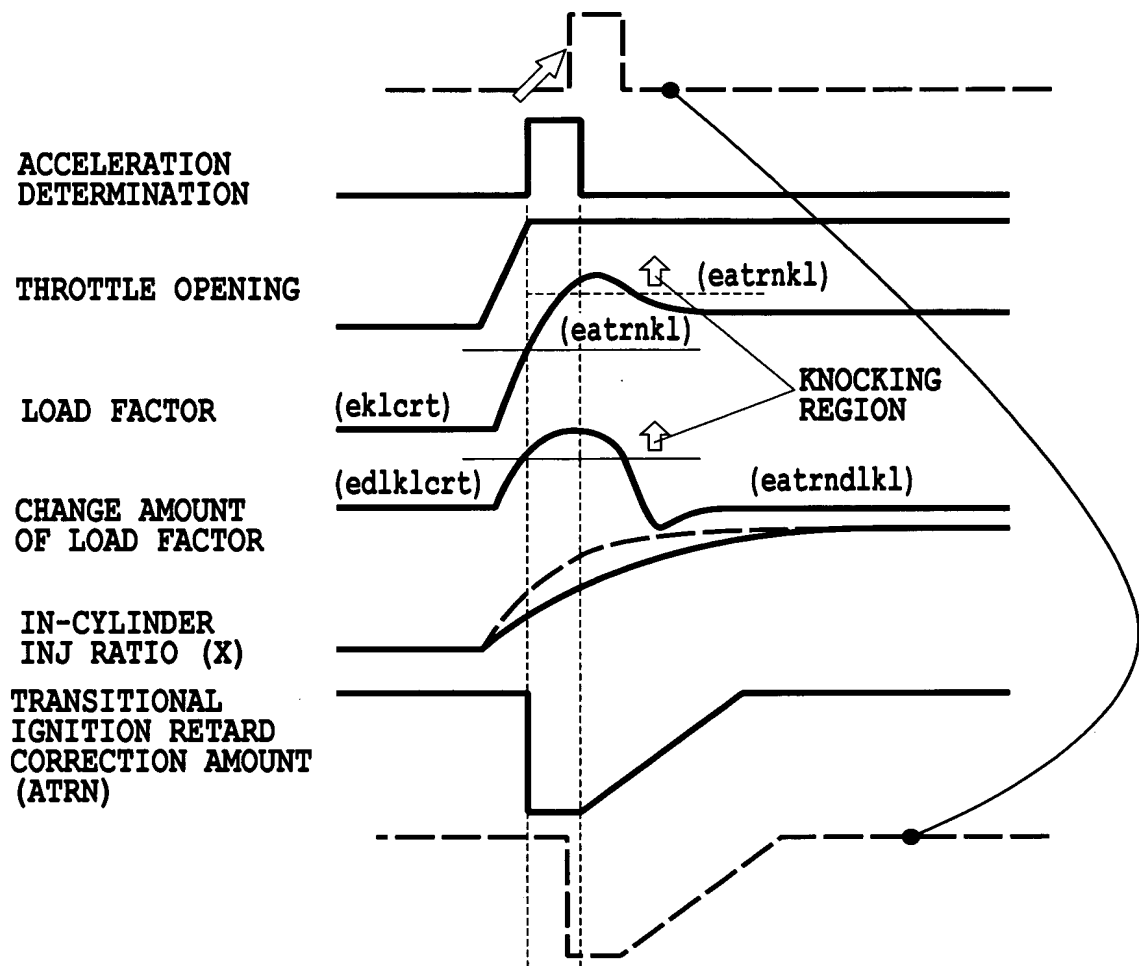 ACCELERATION
DETERMINATION
THROTTLE OPENING
(eatrnkl)
(eatrnkl)
LOAD FACTOR
(eklcrt)
KNOCKING
REGION
(edlklcrt)
(eatrndlkl)
CHANGE AMOUNT
OF LOAD FACTOR
IN-CYLINDER
INJ RATIO (X)
TRANSITIONAL
IGNITION RETARD
CORRECTION AMOUNT
(ATRN)